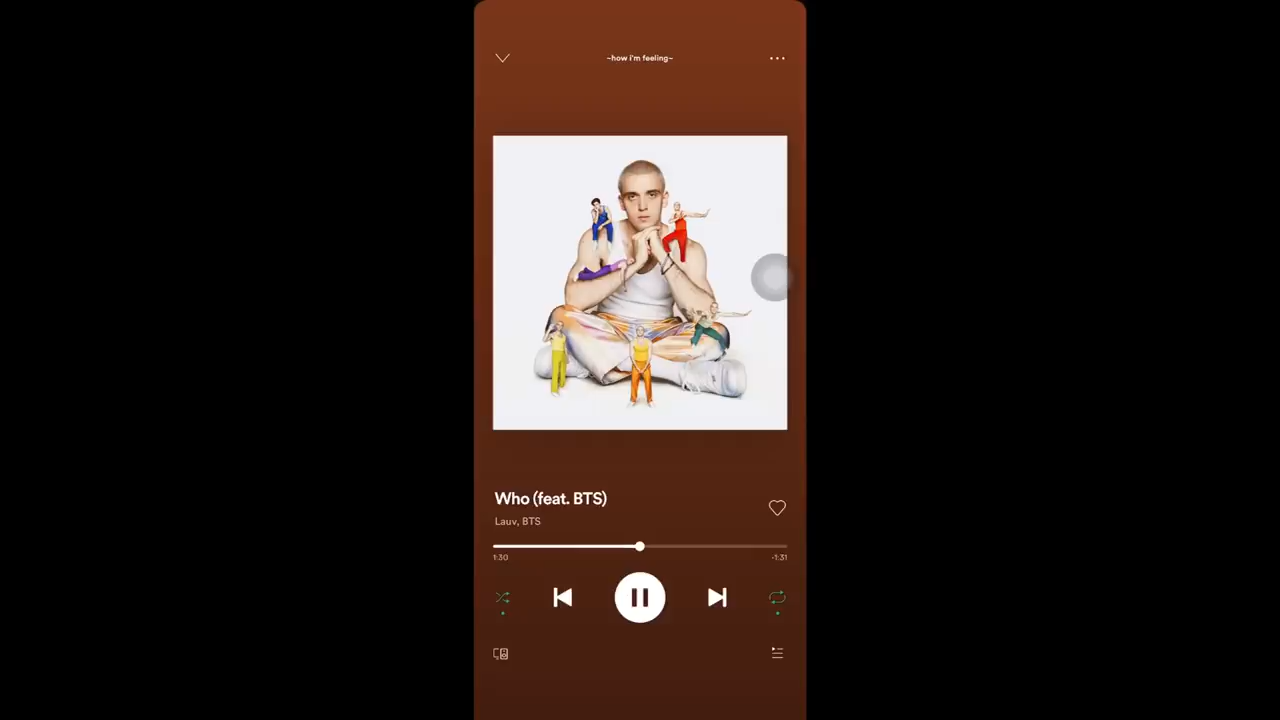 ~how i'm feeling~
Who (feat. BTS)
Lauv, BTS
1:30
-1:31